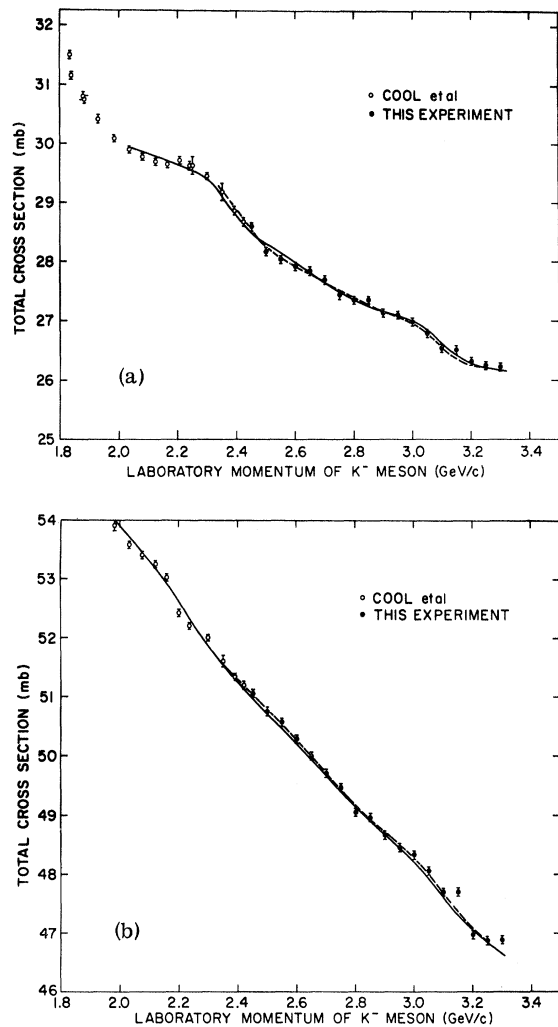 32
31
30
29
28
27
26
25
TOTAL CROSS SECTION (mb)
○ COOL et al
● THIS EXPERIMENT
(a)
1.8 2.0 2.2 2.4 2.6 2.8 3.0 3.2 3.4
LABORATORY MOMENTUM OF K⁻ MESON (GeV/c)
54
53
52
51
50
49
48
47
46
TOTAL CROSS SECTION (mb)
○ COOL et al
● THIS EXPERIMENT
(b)
1.8 2.0 2.2 2.4 2.6 2.8 3.0 3.2 3.4
LABORATORY MOMENTUM OF K⁻ MESON (GeV/c)